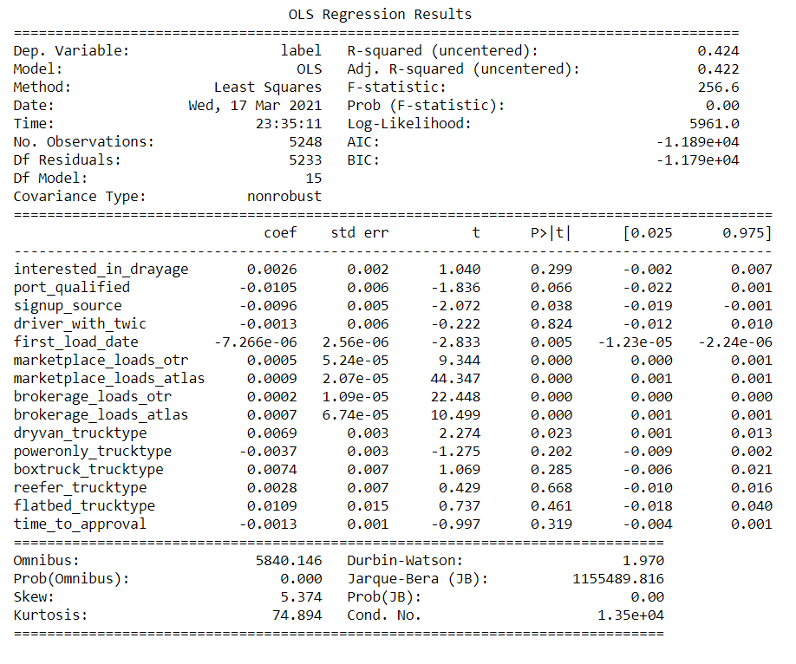 OLS Regression Results
==========================================================================================
Dep. Variable: label R-squared (uncentered): 0.424
Model: OLS Adj. R-squared (uncentered): 0.422
Method: Least Squares F-statistic: 256.6
Date: Wed, 17 Mar 2021 Prob (F-statistic): 0.00
Time: 23:35:11 Log-Likelihood: 5961.0
No. Observations: 5248 AIC: -1.189e+04
Df Residuals: 5233 BIC: -1.179e+04
Df Model: 15
Covariance Type: nonrobust
==============================================================================================
coef std err t P>|t| [0.025 0.975]
----------------------------------------------------------------------------------------------
interested_in_drayage 0.0026 0.002 1.040 0.299 -0.002 0.007
port_qualified -0.0105 0.006 -1.836 0.066 -0.022 0.001
signup_source -0.0096 0.005 -2.072 0.038 -0.019 -0.001
driver_with_twic -0.0013 0.006 -0.222 0.824 -0.012 0.010
first_load_date -7.266e-06 2.56e-06 -2.833 0.005 -1.23e-05 -2.24e-06
marketplace_loads_otr 0.0005 5.24e-05 9.344 0.000 0.000 0.001
marketplace_loads_atlas 0.0009 2.07e-05 44.347 0.000 0.001 0.001
brokerage_loads_otr 0.0002 1.09e-05 22.448 0.000 0.000 0.000
brokerage_loads_atlas 0.0007 6.74e-05 10.499 0.000 0.001 0.001
dryvan_trucktype 0.0069 0.003 2.274 0.023 0.001 0.013
poweronly_trucktype -0.0037 0.003 -1.275 0.202 -0.009 0.002
boxtruck_trucktype 0.0074 0.007 1.069 0.285 -0.006 0.021
reefer_trucktype 0.0028 0.007 0.429 0.668 -0.010 0.016
flatbed_trucktype 0.0109 0.015 0.737 0.461 -0.018 0.040
time_to_approval -0.0013 0.001 -0.997 0.319 -0.004 0.001
==============================================================================
Omnibus: 5840.146 Durbin-Watson: 1.970
Prob(Omnibus): 0.000 Jarque-Bera (JB): 1155489.816
Skew: 5.374 Prob(JB): 0.00
Kurtosis: 74.894 Cond. No. 1.35e+04
==============================================================================